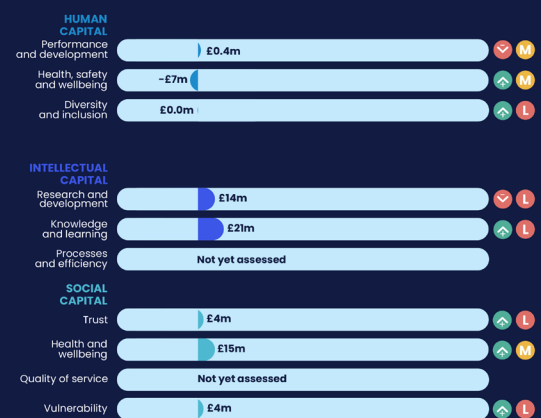 HUMAN
CAPITAL
Performance
and development
£0.4m
M
Health, safety
and wellbeing
-£7m
M
Diversity
and inclusion
£0.0m
L
INTELLECTUAL
CAPITAL
Research and
development
£14m
L
Knowledge
and learning
£21m
L
Processes
and efficiency
Not yet assessed
SOCIAL
CAPITAL
Trust
£4m
L
Health and
wellbeing
£15m
M
Quality of service
Not yet assessed
Vulnerability
£4m
L